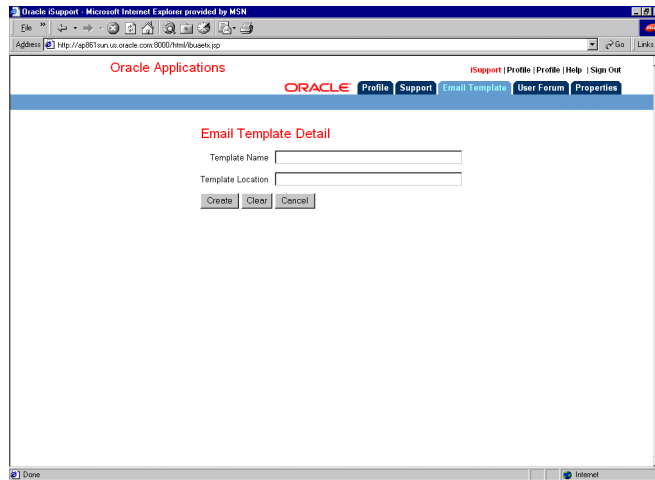 Oracle iSupport - Microsoft Internet Explorer provided by MSN
File »
Address http://ap861sun.us.oracle.com:8000/html/ibuaetx.jsp Go Links
Oracle Applications
iSupport | Profile | Profile | Help | Sign Out
ORACLE Profile Support Email Template User Forum Properties
Email Template Detail
Template Name
Template Location
Create Clear Cancel
Done Internet